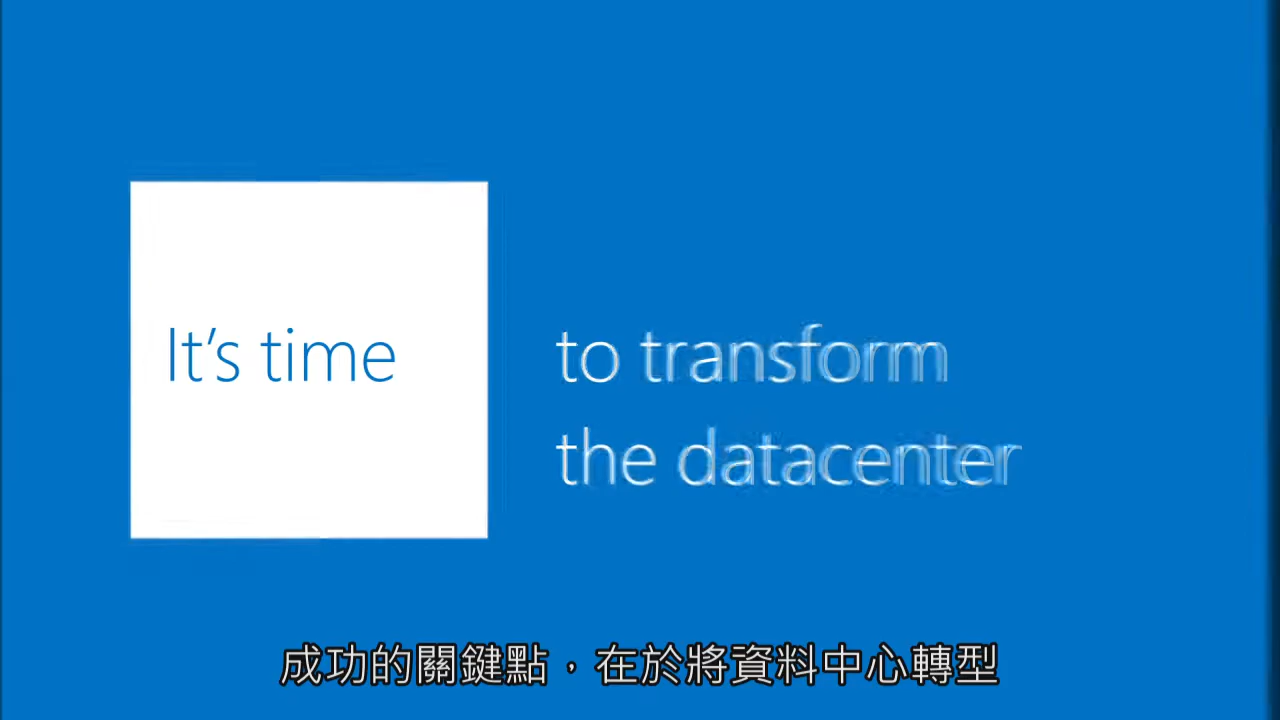 It's time
to transform
the datacenter
成功的關鍵點，在於將資料中心轉型